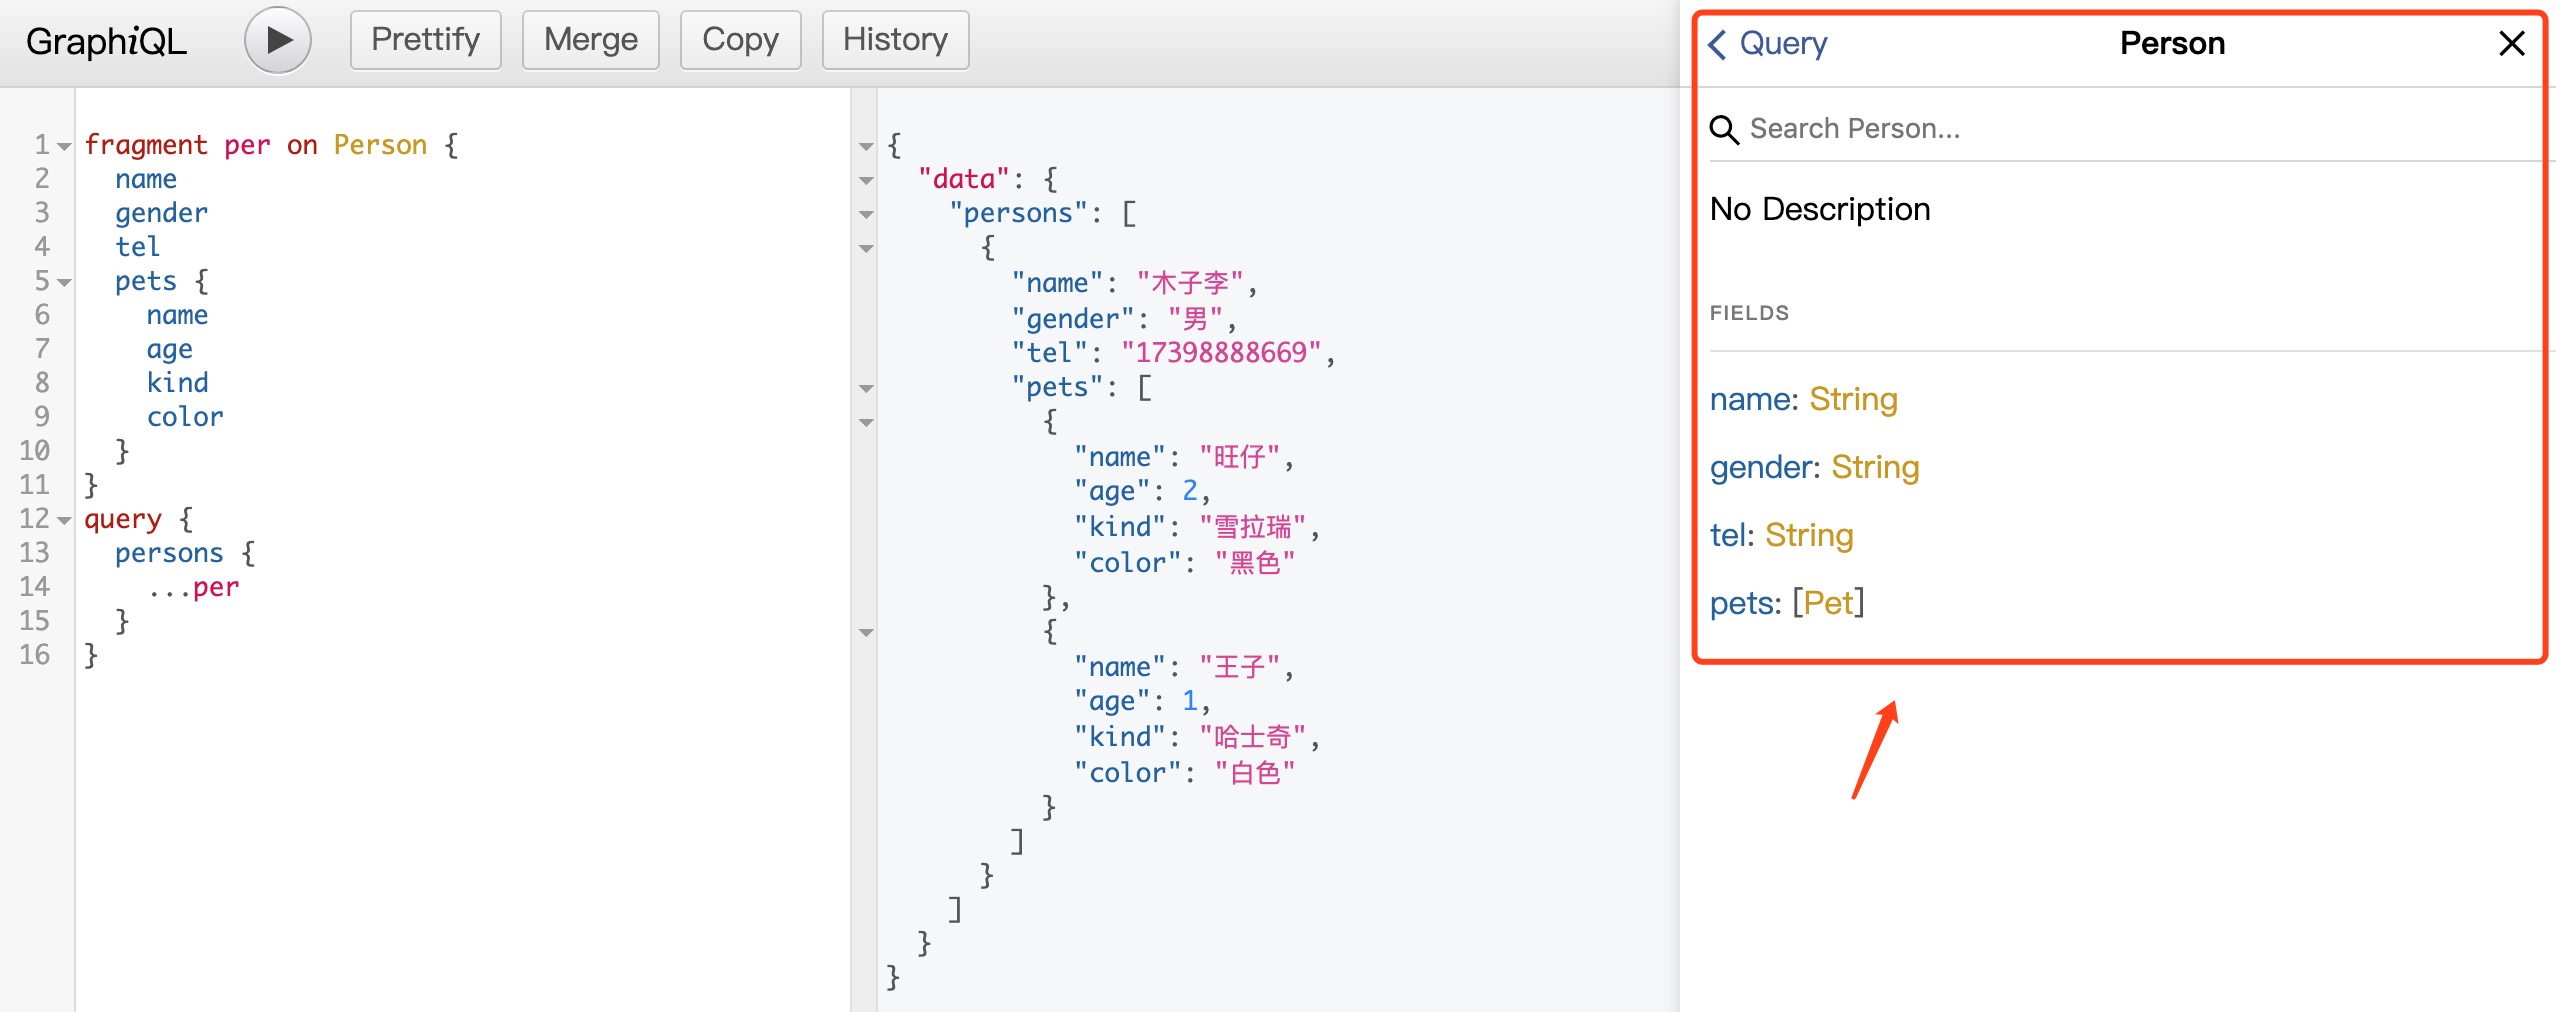 GraphiQL
Prettify
Merge
Copy
History
1 fragment per on Person {
2 name
3 gender
4 tel
5 pets {
6 name
7 age
8 kind
9 color
10 }
11 }
12 query {
13 persons {
14 ...per
15 }
16 }
{
"data": {
"persons": [
{
"name": "木子李",
"gender": "男",
"tel": "17398888669",
"pets": [
{
"name": "旺仔",
"age": 2,
"kind": "雪拉瑞",
"color": "黑色"
},
{
"name": "王子",
"age": 1,
"kind": "哈士奇",
"color": "白色"
}
]
}
]
}
}
Query
Person
Search Person...
No Description
FIELDS
name: String
gender: String
tel: String
pets: [Pet]